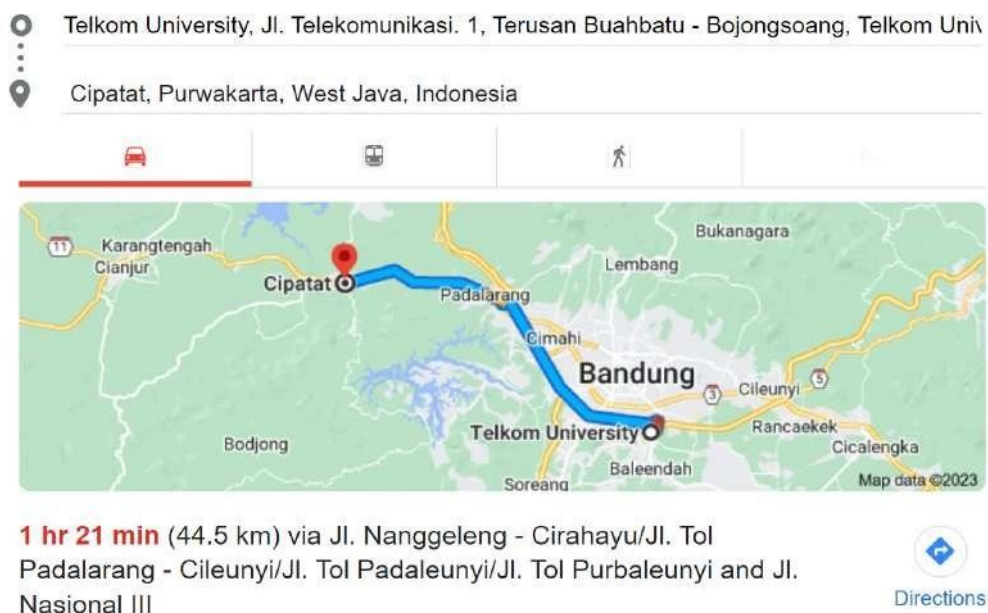 Telkom University, Jl. Telekomunikasi. 1, Terusan Buahbatu - Bojongsoang, Telkom Univ
Cipatat, Purwakarta, West Java, Indonesia
11
Karangtengah
Cianjur
Bukanagara
Lembang
Cipatat
Padalarang
Cimahi
Bandung
3
Cileunyi
5
Telkom University
Rancaekek
Bodjong
Cicalengka
Baleendah
Soreang
Map data ©2023
1 hr 21 min (44.5 km) via Jl. Nanggeleng - Cirahayu/Jl. Tol
Padalarang - Cileunyi/Jl. Tol Padaleunyi/Jl. Tol Purbaleunyi and Jl.
Nasional III
Directions